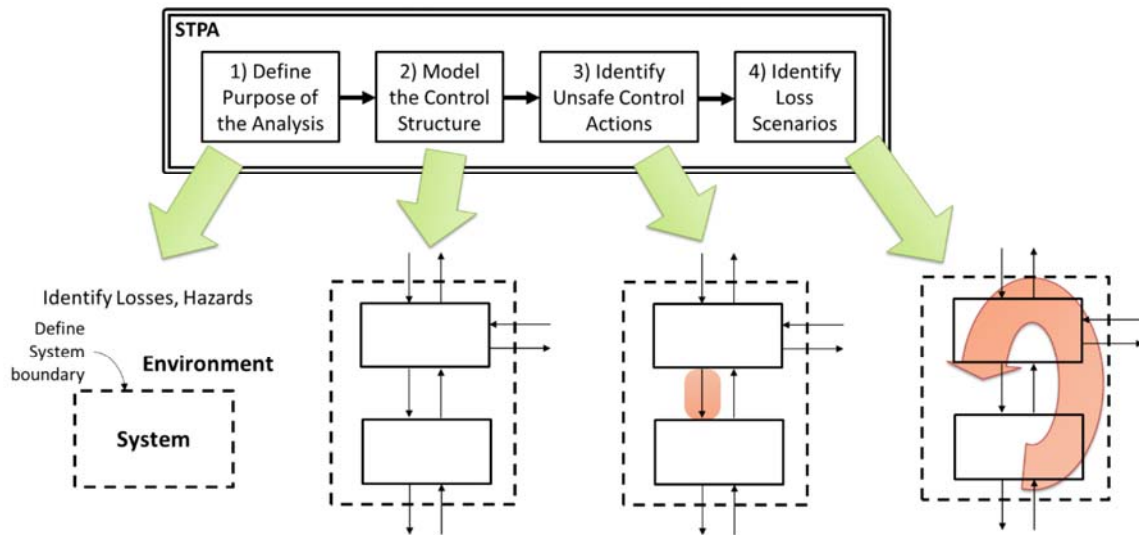 STPA
1) Define
Purpose of
the Analysis
2) Model
the Control
Structure
3) Identify
Unsafe Control
Actions
4) Identify
Loss
Scenarios
Identify Losses, Hazards
Define
System
boundary
Environment
System